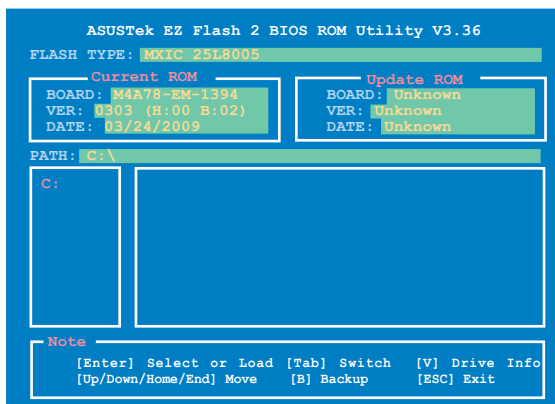 ASUSTek EZ Flash 2 BIOS ROM Utility V3.36
FLASH TYPE: MXIC 25L8005
Current ROM
BOARD: M4A78-EM-1394
VER: 0303 (H:00 B:02)
DATE: 03/24/2009
Update ROM
BOARD: Unknown
VER: Unknown
DATE: Unknown
PATH: C:\
C:
Note
[Enter] Select or Load [Tab] Switch [V] Drive Info
[Up/Down/Home/End] Move [B] Backup [ESC] Exit